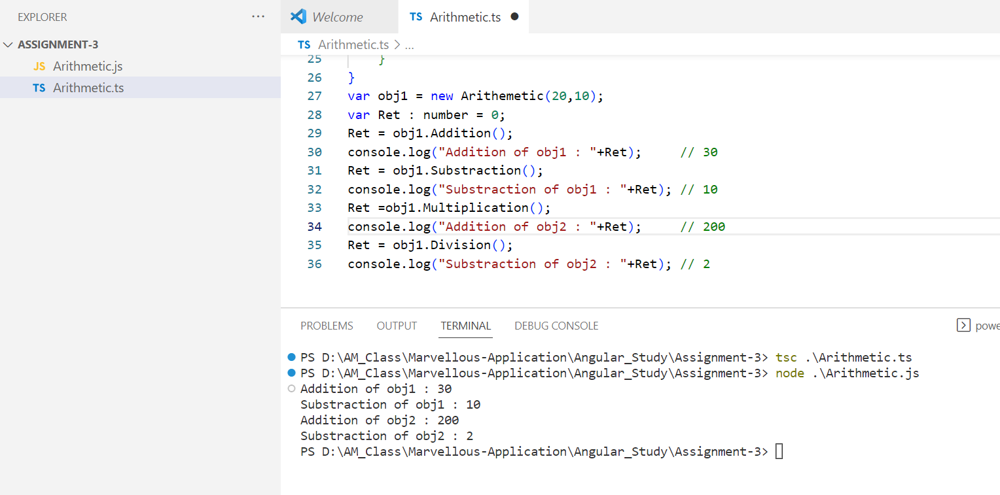 EXPLORER ...
ASSIGNMENT-3
JS Arithmetic.js
TS Arithmetic.ts
Welcome
TS Arithmetic.ts ●
TS Arithmetic.ts > ...
25 }
26 }
27 var obj1 = new Arithemetic(20,10);
28 var Ret : number = 0;
29 Ret = obj1.Addition();
30 console.log("Addition of obj1 : "+Ret); // 30
31 Ret = obj1.Substraction();
32 console.log("Substraction of obj1 : "+Ret); // 10
33 Ret =obj1.Multiplication();
34 console.log("Addition of obj2 : "+Ret); // 200
35 Ret = obj1.Division();
36 console.log("Substraction of obj2 : "+Ret); // 2
PROBLEMS OUTPUT TERMINAL DEBUG CONSOLE powe
PS D:\AM_Class\Marvellous-Application\Angular_Study\Assignment-3> tsc .\Arithmetic.ts
PS D:\AM_Class\Marvellous-Application\Angular_Study\Assignment-3> node .\Arithmetic.js
Addition of obj1 : 30
Substraction of obj1 : 10
Addition of obj2 : 200
Substraction of obj2 : 2
PS D:\AM_Class\Marvellous-Application\Angular_Study\Assignment-3>